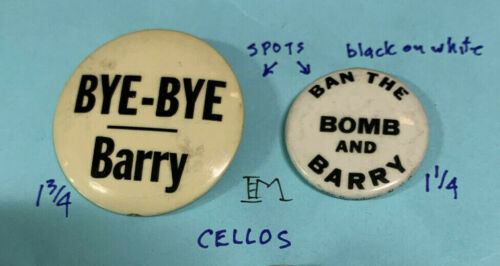 BYE-BYE
Barry
SPOTS
black on white
BAN THE
BOMB
AND
BARRY
1 3/4
1 1/4
CELLOS